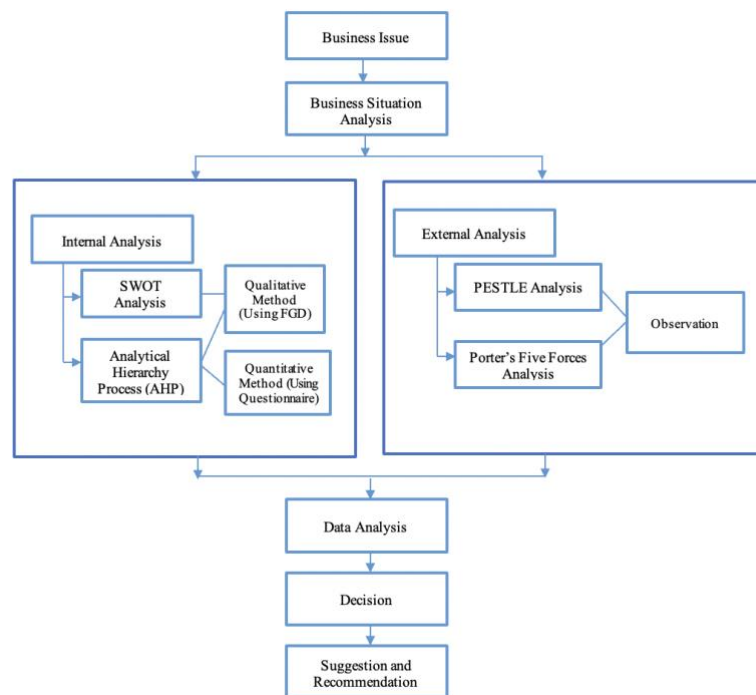 Business Issue
Business Situation
Analysis
Internal Analysis
SWOT
Analysis
Analytical
Hierarchy
Process (AHP)
Qualitative
Method
(Using FGD)
Quantitative
Method (Using
Questionnaire)
External Analysis
PESTLE Analysis
Porter's Five Forces
Analysis
Observation
Data Analysis
Decision
Suggestion and
Recommendation